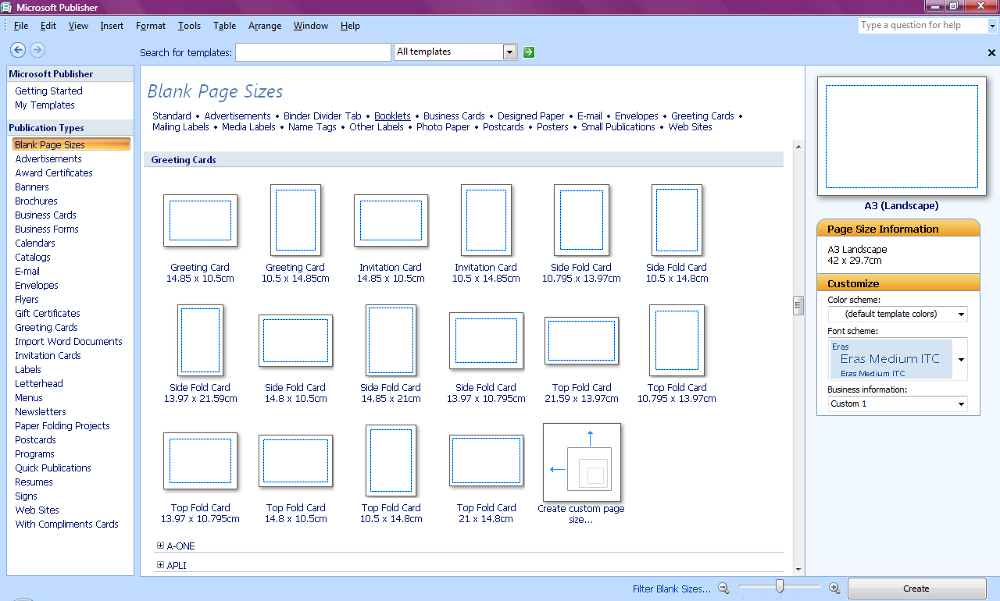 Microsoft Publisher
File Edit View Insert Format Tools Table Arrange Window Help
Type a question for help
Search for templates:
All templates
Microsoft Publisher
Getting Started
My Templates
Publication Types
Blank Page Sizes
Advertisements
Award Certificates
Banners
Brochures
Business Cards
Business Forms
Calendars
Catalogs
E-mail
Envelopes
Flyers
Gift Certificates
Greeting Cards
Import Word Documents
Invitation Cards
Labels
Letterhead
Menus
Newsletters
Paper Folding Projects
Postcards
Programs
Quick Publications
Resumes
Signs
Web Sites
With Compliments Cards
Blank Page Sizes
Standard • Advertisements • Binder Divider Tab • Booklets • Business Cards • Designed Paper • E-mail • Envelopes • Greeting Cards •
Mailing Labels • Media Labels • Name Tags • Other Labels • Photo Paper • Postcards • Posters • Small Publications • Web Sites
Greeting Cards
Greeting Card
14.85 x 10.5cm
Greeting Card
10.5 x 14.85cm
Invitation Card
14.85 x 10.5cm
Invitation Card
10.5 x 14.85cm
Side Fold Card
10.795 x 13.97cm
Side Fold Card
10.5 x 14.8cm
Side Fold Card
13.97 x 21.59cm
Side Fold Card
14.8 x 10.5cm
Side Fold Card
14.85 x 21cm
Side Fold Card
13.97 x 10.795cm
Top Fold Card
21.59 x 13.97cm
Top Fold Card
10.795 x 13.97cm
Top Fold Card
13.97 x 10.795cm
Top Fold Card
14.8 x 10.5cm
Top Fold Card
10.5 x 14.8cm
Top Fold Card
21 x 14.8cm
Create custom page
size...
A-ONE
APLI
A3 (Landscape)
Page Size Information
A3 Landscape
42 x 29.7cm
Customize
Color scheme:
(default template colors)
Font scheme:
Eras
Eras Medium ITC
Eras Medium ITC
Business information:
Custom 1
Filter Blank Sizes...
Create